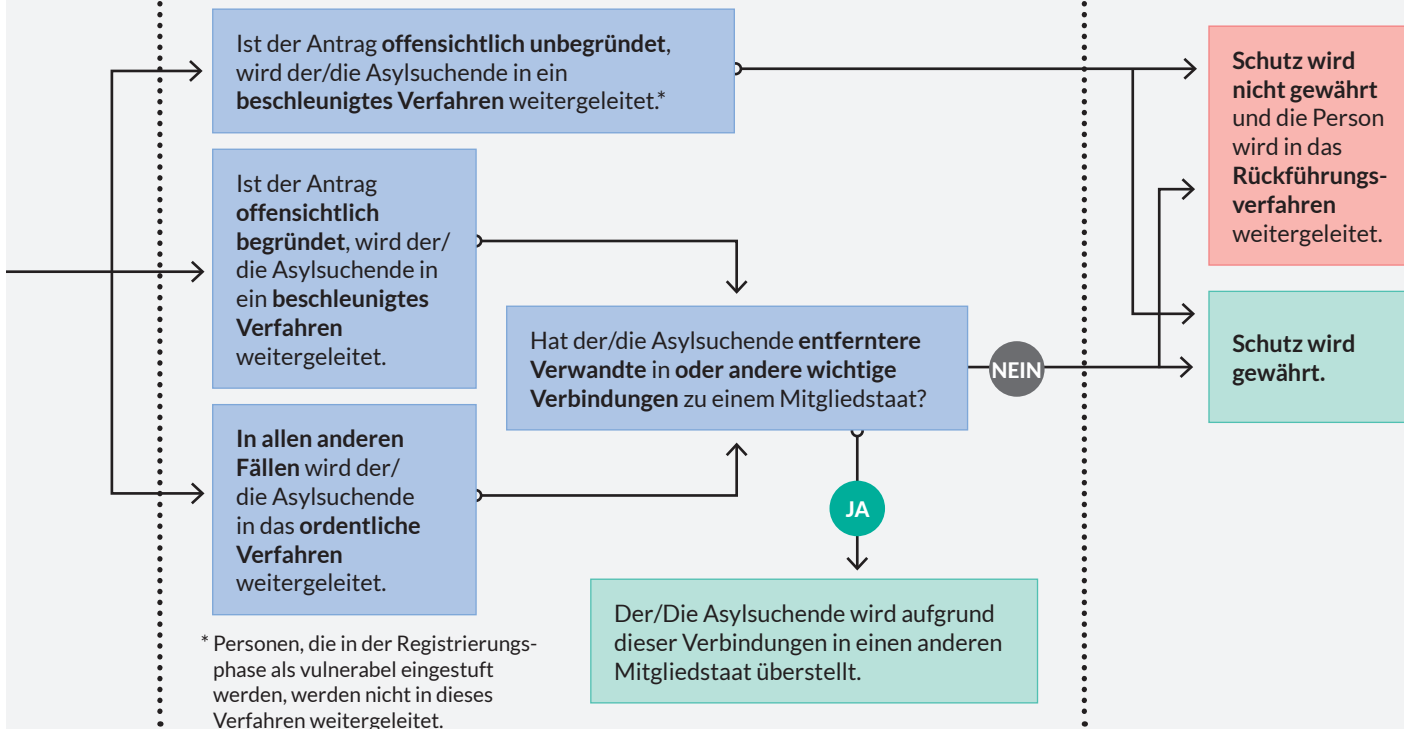 Ist der Antrag offensichtlich unbegründet,
wird der/die Asylsuchende in ein
beschleunigtes Verfahren weitergeleitet.*
Ist der Antrag
offensichtlich
begründet, wird der/
die Asylsuchende in
ein beschleunigtes
Verfahren
weitergeleitet.
In allen anderen
Fällen wird der/
die Asylsuchende
in das ordentliche
Verfahren
weitergeleitet.
* Personen, die in der Registrierungs-
phase als vulnerabel eingestuft
werden, werden nicht in dieses
Verfahren weitergeleitet.
Hat der/die Asylsuchende entferntere
Verwandte in oder andere wichtige
Verbindungen zu einem Mitgliedstaat?
NEIN
JA
Der/Die Asylsuchende wird aufgrund
dieser Verbindungen in einen anderen
Mitgliedstaat überstellt.
Schutz wird
nicht gewährt
und die Person
wird in das
Rückführungs-
verfahren
weitergeleitet.
Schutz wird
gewährt.